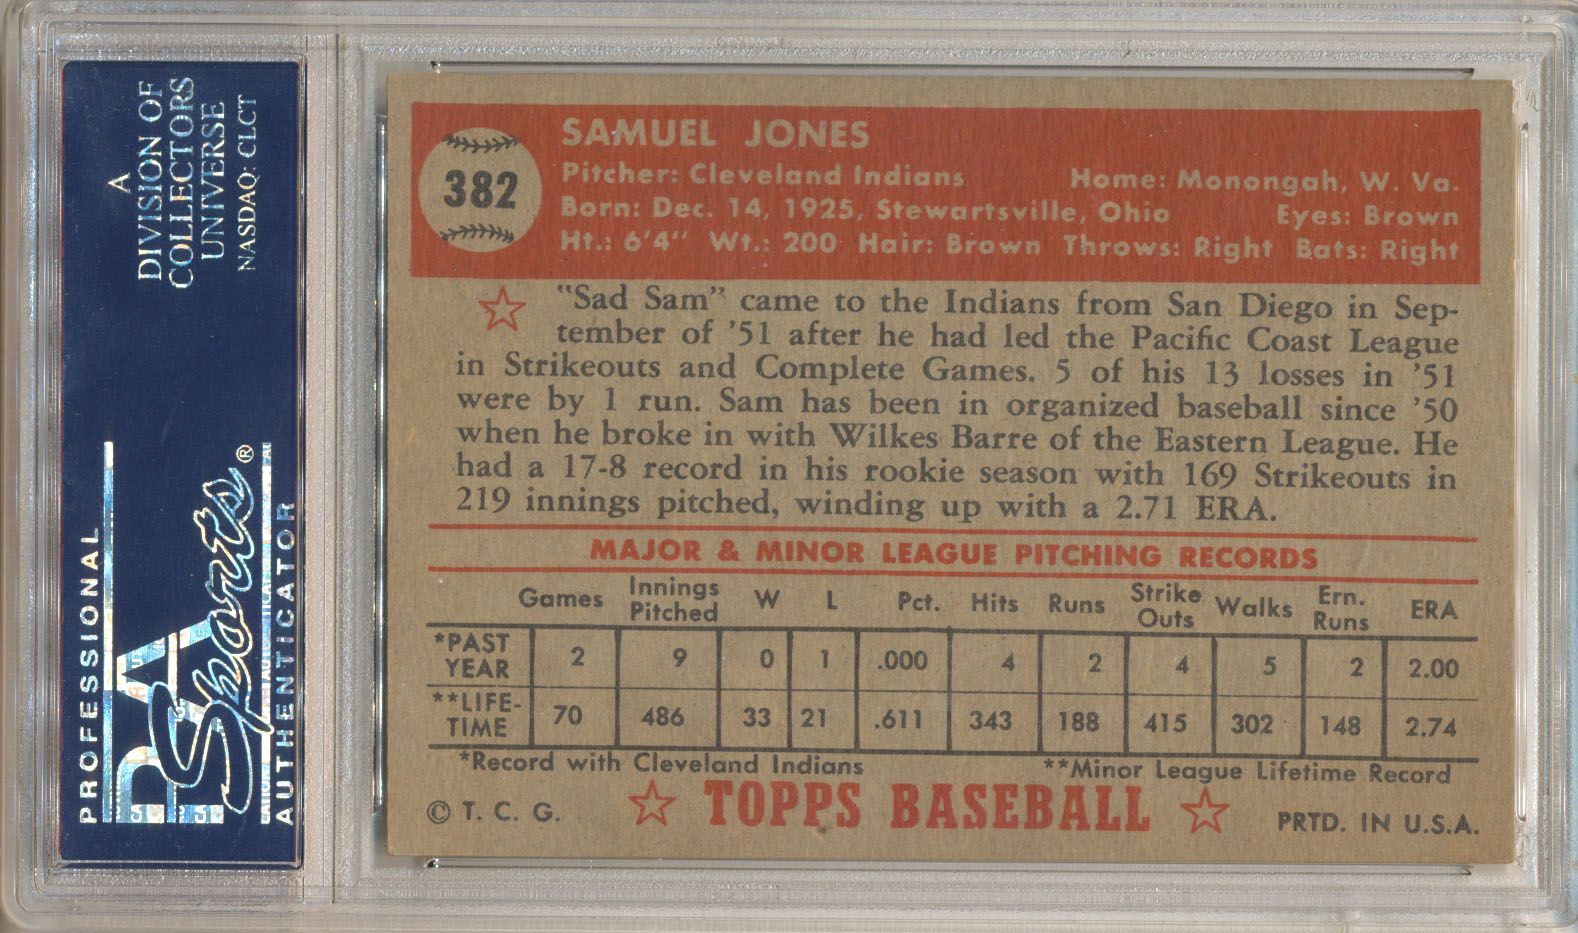 A
DIVISION OF
COLLECTORS
UNIVERSE
NASDAQ: CLCT
PROFESSIONAL
PSA
Sports®
AUTHENTICATOR
382
SAMUEL JONES
Pitcher: Cleveland Indians Home: Monongah, W. Va.
Born: Dec. 14, 1925, Stewartsville, Ohio Eyes: Brown
Ht.: 6'4" Wt.: 200 Hair: Brown Throws: Right Bats: Right
"Sad Sam" came to the Indians from San Diego in Sep-
tember of '51 after he had led the Pacific Coast League
in Strikeouts and Complete Games. 5 of his 13 losses in '51
were by 1 run. Sam has been in organized baseball since '50
when he broke in with Wilkes Barre of the Eastern League. He
had a 17-8 record in his rookie season with 169 Strikeouts in
219 innings pitched, winding up with a 2.71 ERA.
MAJOR & MINOR LEAGUE PITCHING RECORDS
Games Innings Pitched W L Pct. Hits Runs Strike Outs Walks Ern. Runs ERA
*PAST YEAR 2 9 0 1 .000 4 2 4 5 2 2.00
**LIFE-TIME 70 486 33 21 .611 343 188 415 302 148 2.74
*Record with Cleveland Indians **Minor League Lifetime Record
© T. C. G. TOPPS BASEBALL PRTD. IN U.S.A.